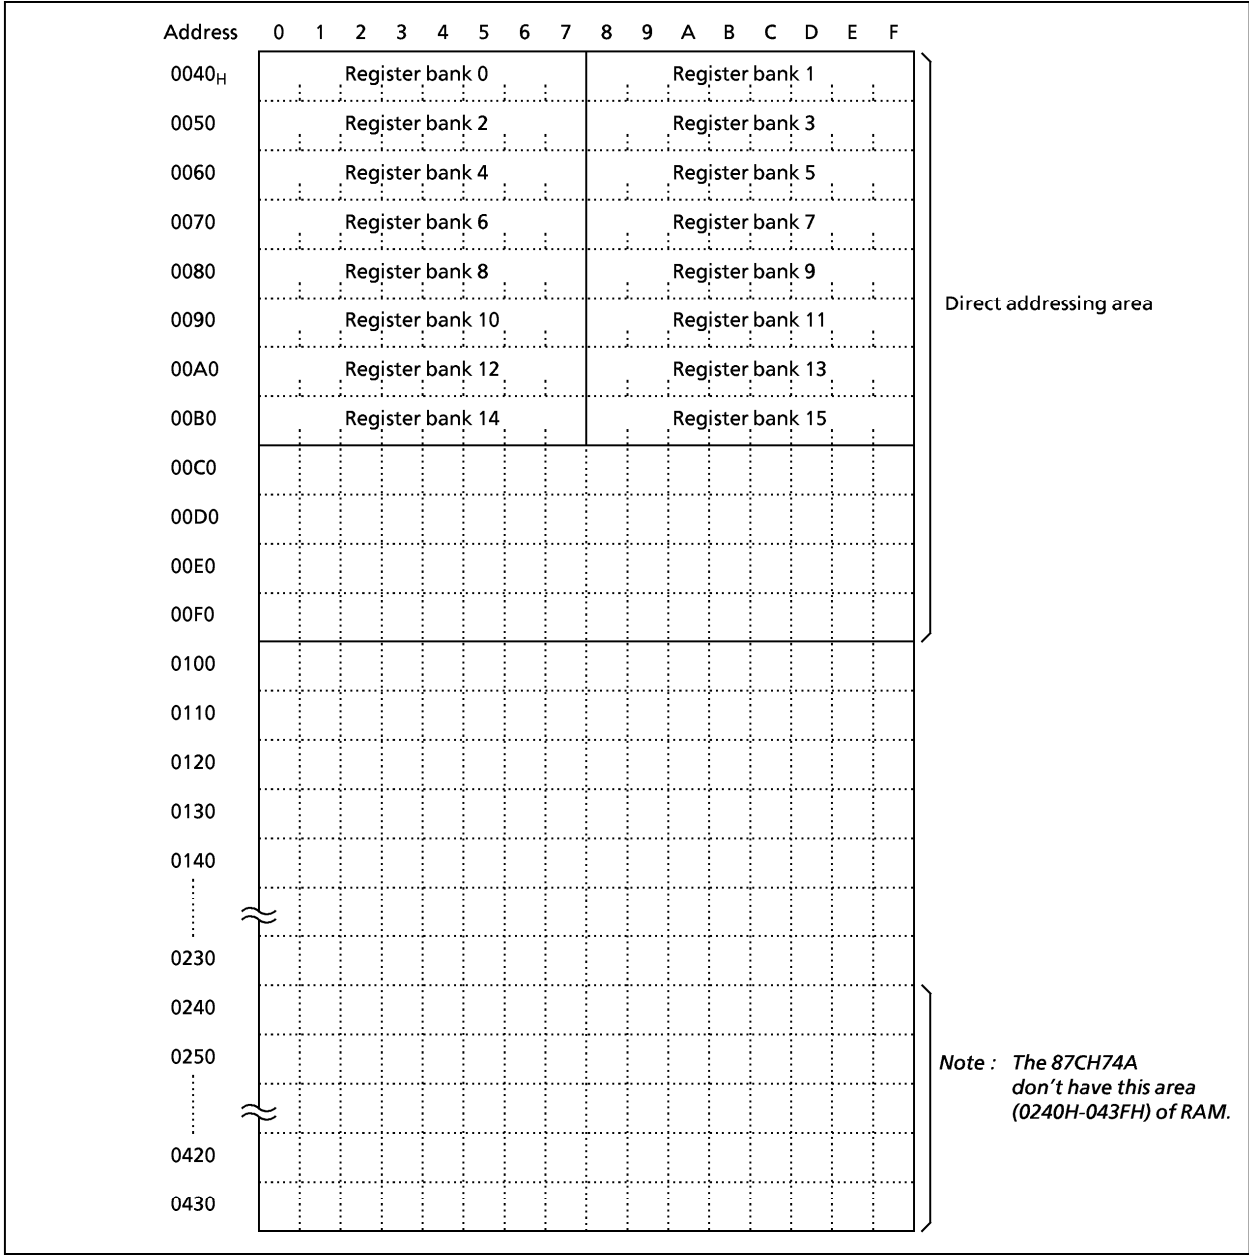 Address 0 1 2 3 4 5 6 7 8 9 A B C D E F
0040H Register bank 0 Register bank 1
0050 Register bank 2 Register bank 3
0060 Register bank 4 Register bank 5
0070 Register bank 6 Register bank 7
0080 Register bank 8 Register bank 9
Direct addressing area
0090 Register bank 10 Register bank 11
00A0 Register bank 12 Register bank 13
00B0 Register bank 14 Register bank 15
00C0
00D0
00E0
00F0
0100
0110
0120
0130
0140
0230
0240
0250
Note : The 87CH74A
don't have this area
(0240H-043FH) of RAM.
0420
0430